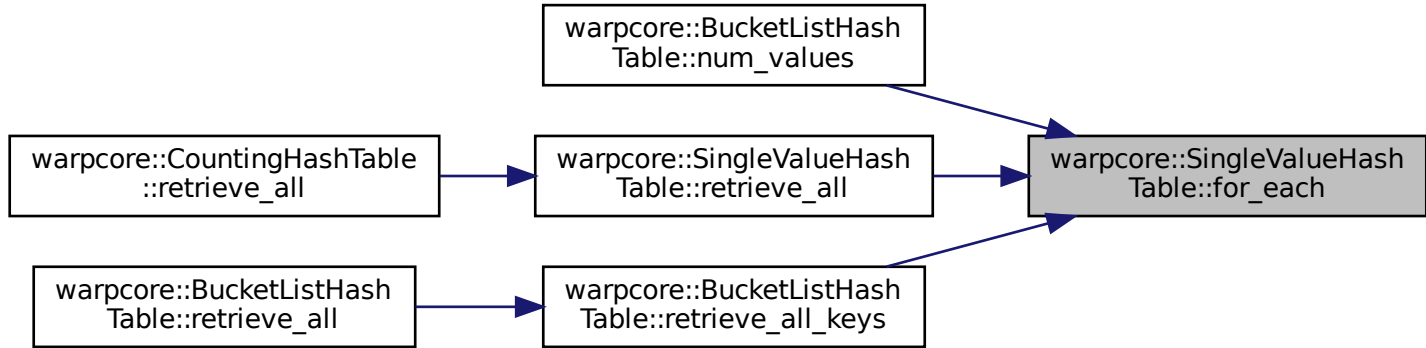 warpcore::BucketListHash
Table::num_values
warpcore::CountingHashTable
::retrieve_all
warpcore::SingleValueHash
Table::retrieve_all
warpcore::SingleValueHash
Table::for_each
warpcore::BucketListHash
Table::retrieve_all
warpcore::BucketListHash
Table::retrieve_all_keys